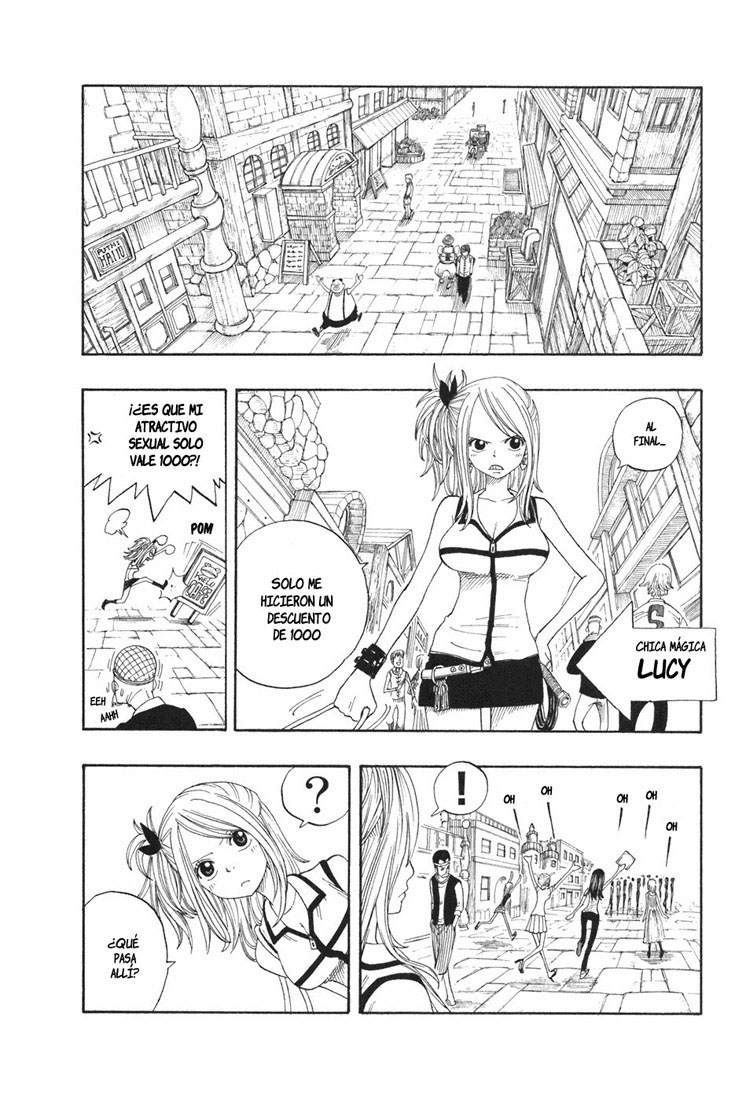 AL
FINAL...
SOLO ME
HICIERON UN
DESCUENTO
DE 1000
CHICA MÁGICA
LUCY
¡¿ES QUE MI
ATRACTIVO
SEXUAL SOLO
VALE 1000?!
POM
EEH
AAHH
!
OH
OH
OH
OH
OH
?
¿QUÉ
PASA
ALLÍ?